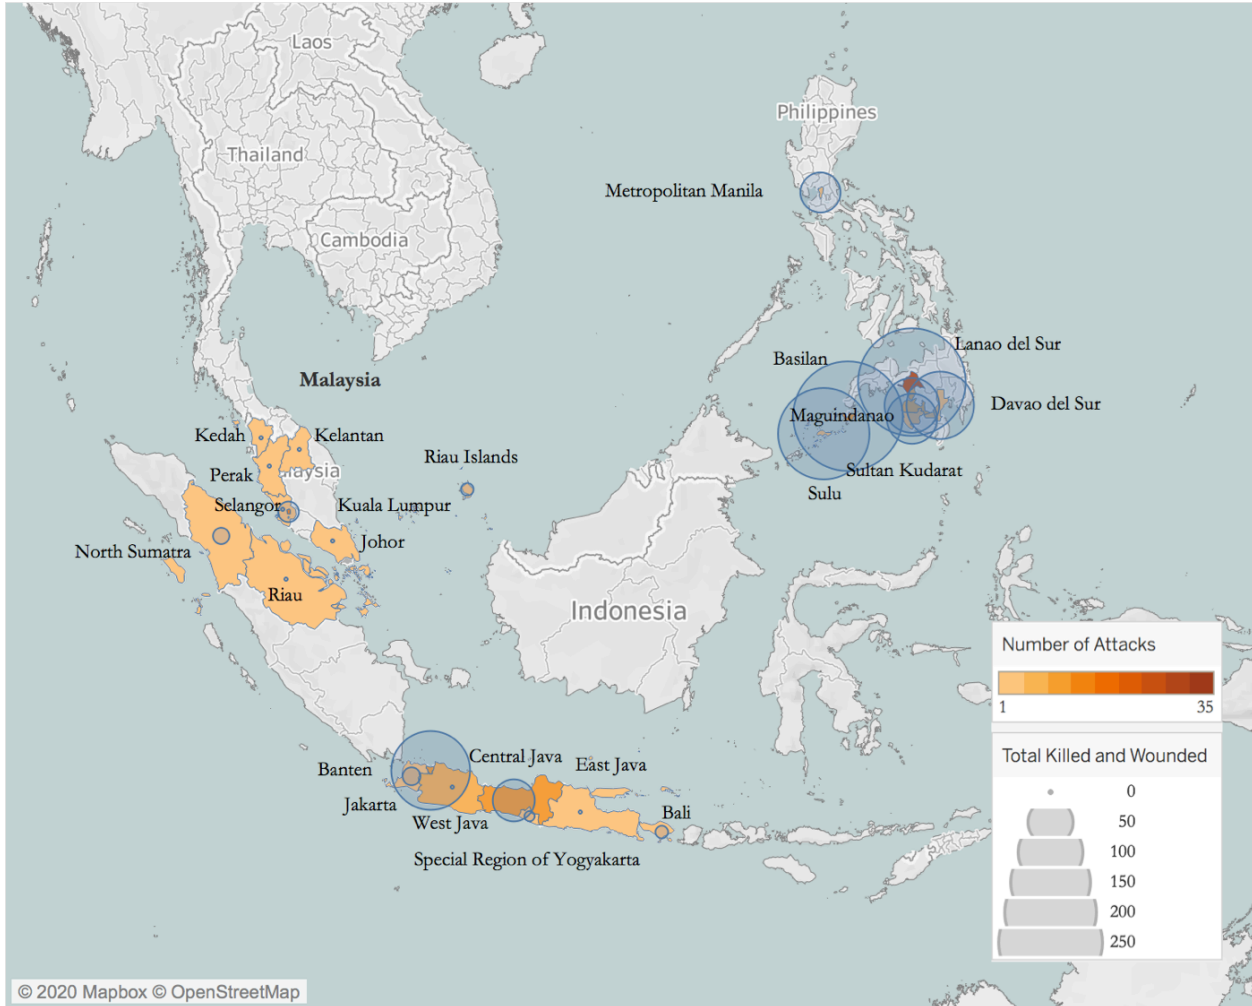 Laos
Philippines
Thailand
Metropolitan Manila
Cambodia
Lanao del Sur
Basilan
Malaysia
Davao del Sur
Maguindanao
Kedah
Kelantan
Riau Islands
Perak
alaysia
Sultan Kudarat
Sulu
Selangor
Kuala Lumpur
Johor
North Sumatra
Riau
Indonesia
Number of Attacks
1 35
Total Killed and Wounded
0
50
100
150
200
250
Central Java
East Java
Banten
Jakarta
Bali
West Java
Special Region of Yogyakarta
© 2020 Mapbox © OpenStreetMap